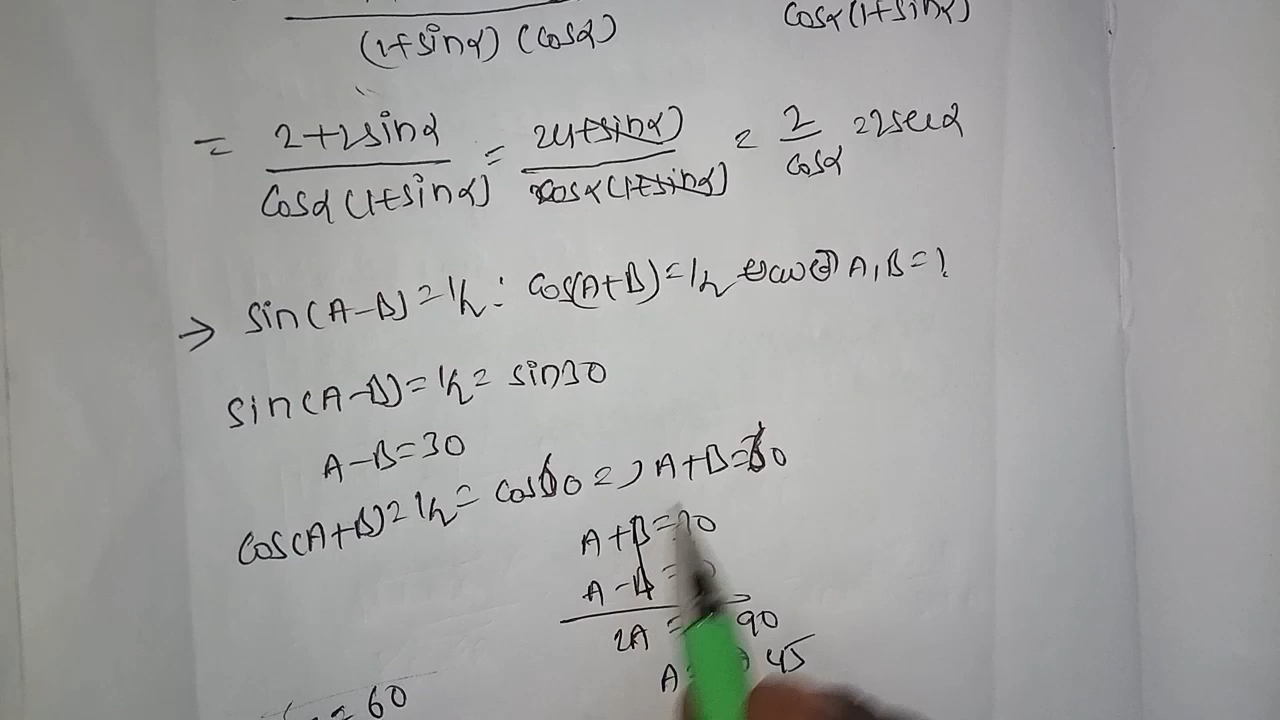 (1+sinα) (cosα)
cosα(1+sinα)
= 2+2sinα / cosα(1+sinα) = 2(1+sinα) / cosα(1+sinα) = 2 / cosα = 2secα
→ sin(A-B) = 1/2 : cos(A+B) = 1/2 A, B = ?
sin(A-B) = 1/2 = sin30
A-B=30
cos(A+B) = 1/2 = cos60 => A+B=60
A+B=
A-B =
2A = 90
A 45
= 60